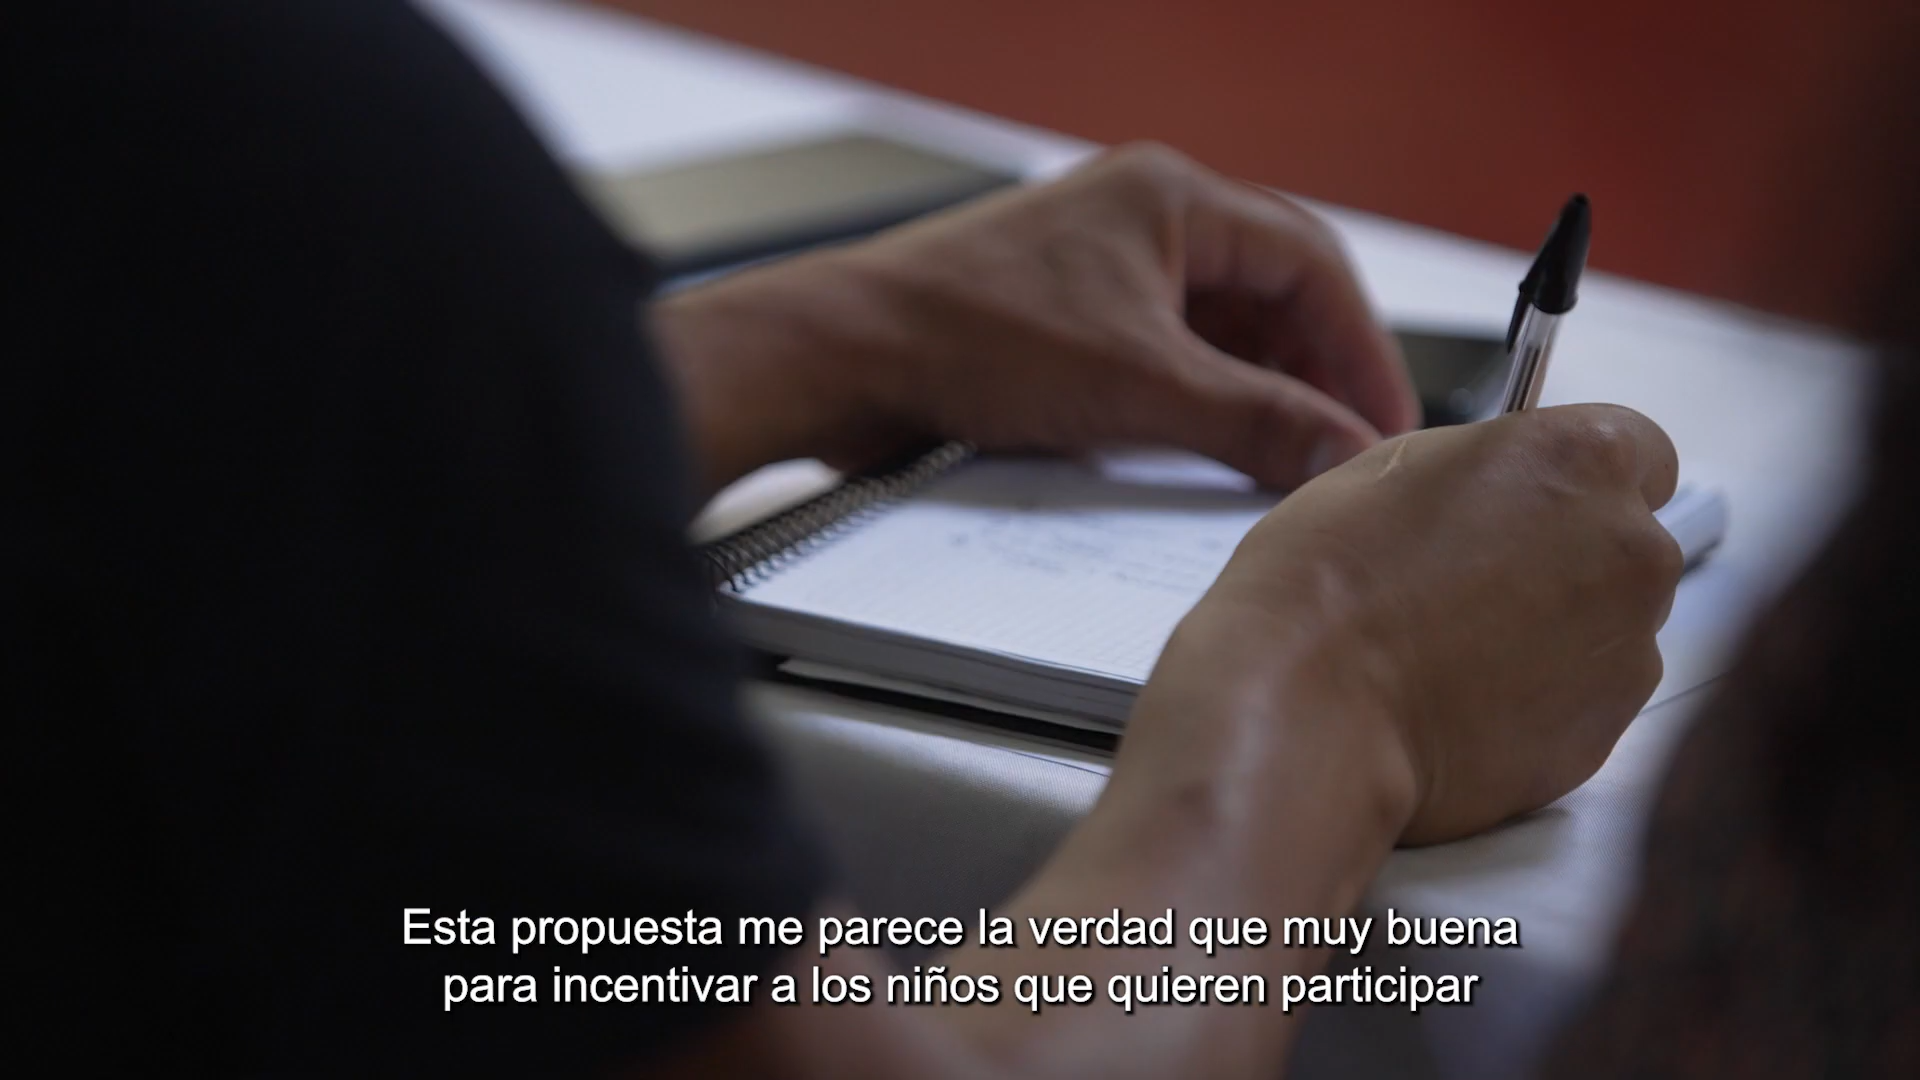 Esta propuesta me parece la verdad que muy buena
para incentivar a los niños que quieren participar